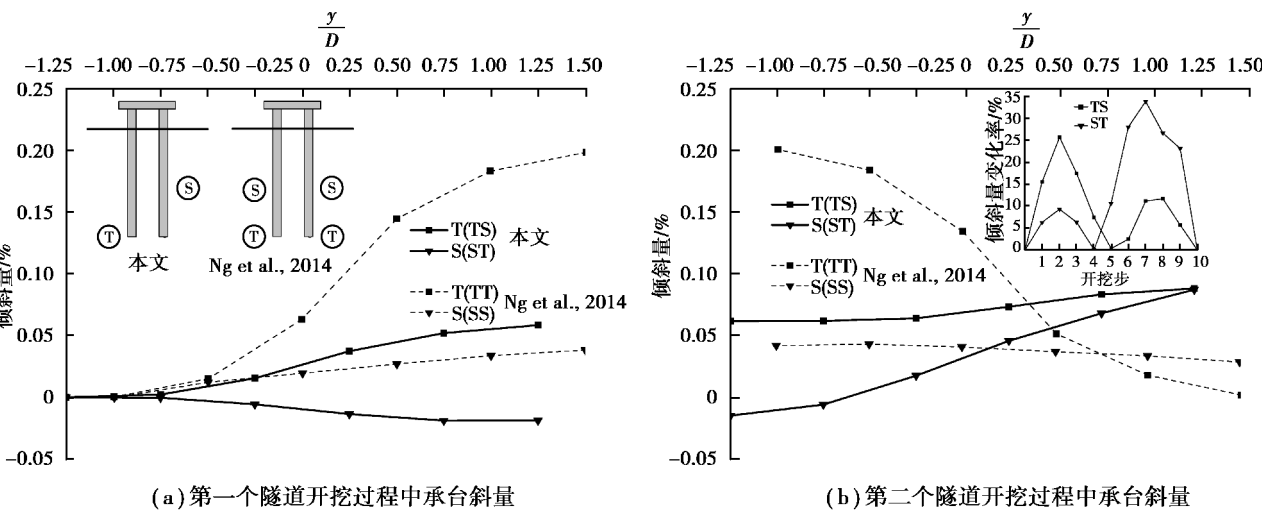 y
D
-1.25 -1.00 -0.75 -0.50 -0.25 0 0.25 0.50 0.75 1.00 1.25 1.50
0.25
0.20
0.15
0.10
0.05
0
-0.05
倾斜量/%
S
T
本文
S S
T T
Ng et al., 2014
T(TS)
S(ST)
本文
T(TT)
S(SS)
Ng et al., 2014
(a)第一个隧道开挖过程中承台斜量
y
D
-1.25 -1.00 -0.75 -0.50 -0.25 0 0.25 0.50 0.75 1.00 1.25 1.50
0.25
0.20
0.15
0.10
0.05
0
-0.05
倾斜量/%
T(TS)
S(ST)
本文
T(TT)
S(SS)
Ng et al., 2014
35
30
25
20
15
10
5
0
倾斜量变化率/%
TS
ST
1 2 3 4 5 6 7 8 9 10
开挖步
(b)第二个隧道开挖过程中承台斜量